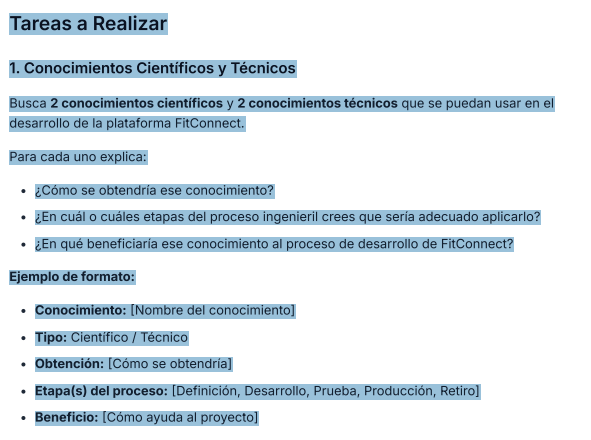 Tareas a Realizar
1. Conocimientos Científicos y Técnicos
Busca 2 conocimientos científicos y 2 conocimientos técnicos que se puedan usar en el
desarrollo de la plataforma FitConnect.
Para cada uno explica:
• ¿Cómo se obtendría ese conocimiento?
• ¿En cuál o cuáles etapas del proceso ingenieril crees que sería adecuado aplicarlo?
• ¿En qué beneficiaría ese conocimiento al proceso de desarrollo de FitConnect?
Ejemplo de formato:
• Conocimiento: [Nombre del conocimiento]
• Tipo: Científico / Técnico
• Obtención: [Cómo se obtendría]
• Etapa(s) del proceso: [Definición, Desarrollo, Prueba, Producción, Retiro]
• Beneficio: [Cómo ayuda al proyecto]